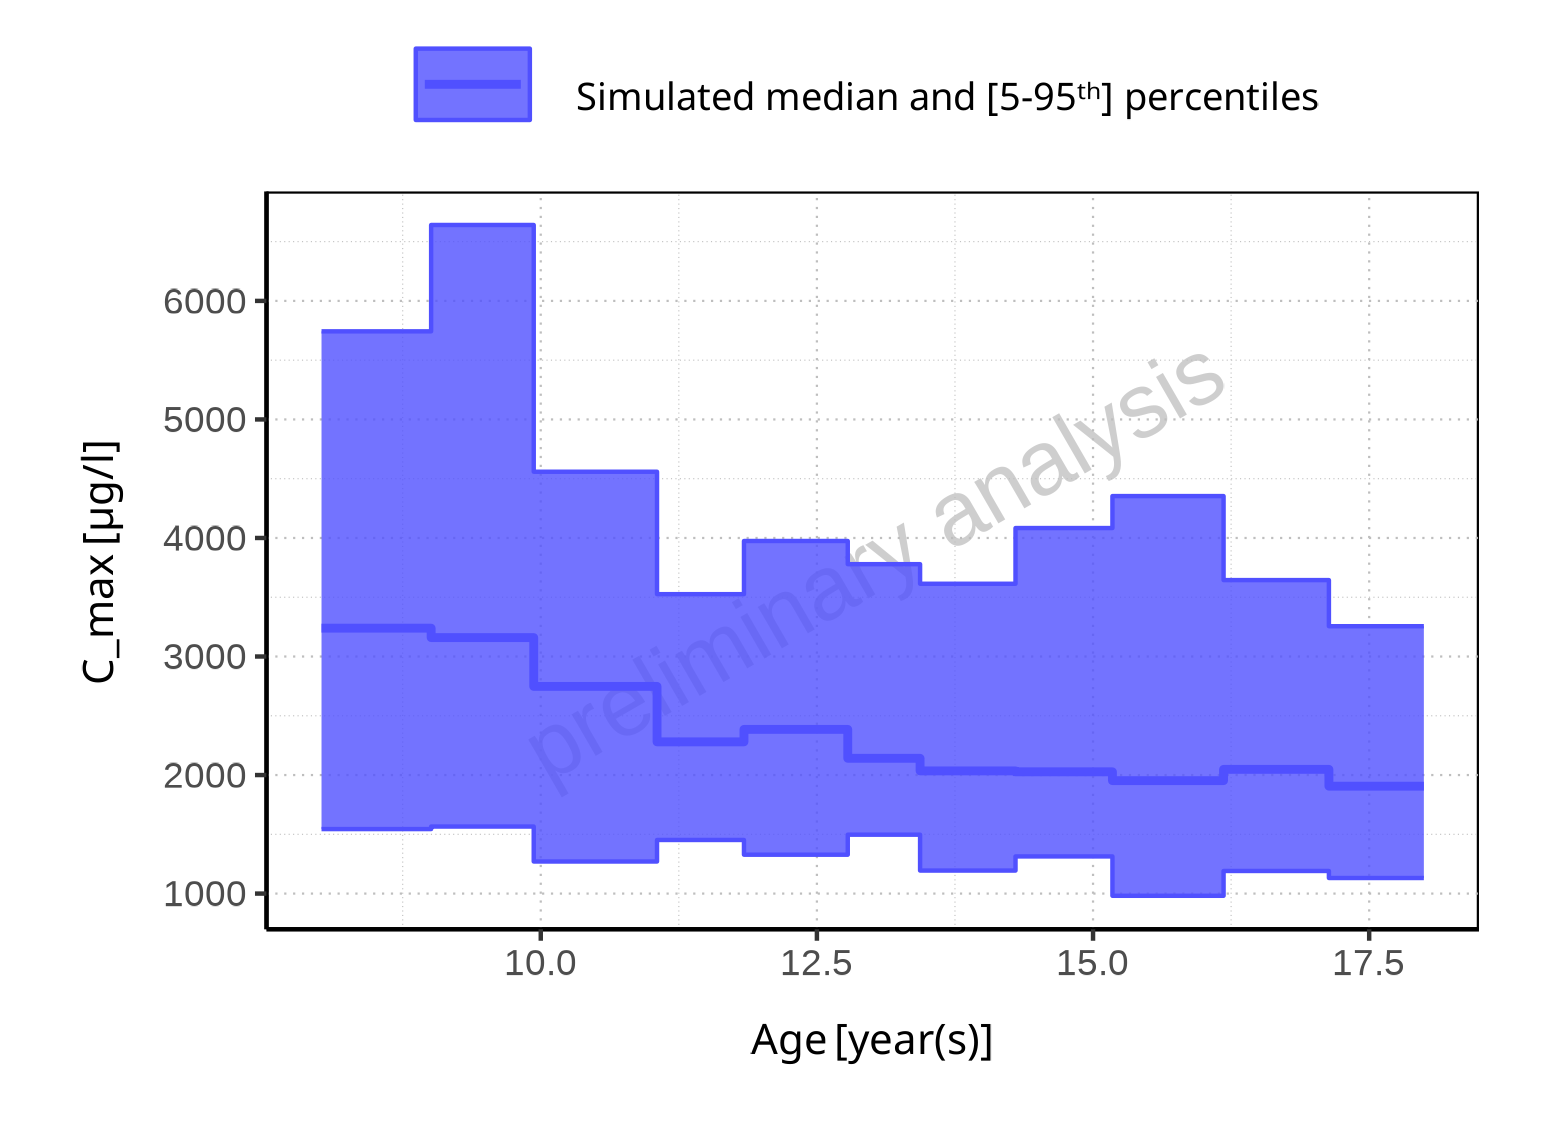 Simulated median and [5-95ᵗʰ] percentiles
6000
5000
4000
3000
2000
1000
C_max [µg/l]
preliminary analysis
10.0 12.5 15.0 17.5
Age [year(s)]